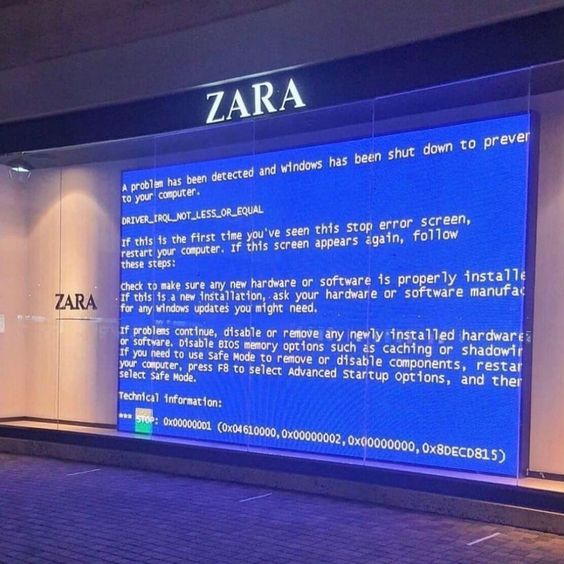 ZARA
A problem has been detected and windows has been shut down to preven
to your computer.
DRIVER_IRQL_NOT_LESS_OR_EQUAL
If this is the first time you've seen this Stop error screen,
restart your computer. If this screen appears again, follow
these steps:
Check to make sure any new hardware or software is properly installe
If this is a new installation, ask your hardware or software manufac
for any windows updates you might need.
If problems continue, disable or remove any newly installed hardware
or software. Disable BIOS memory options such as caching or shadowin
If you need to use Safe Mode to remove or disable components, restar
your computer, press F8 to select Advanced Startup Options, and then
select Safe Mode.
Technical information:
*** STOP: 0x000000D1 (0x04610000,0x00000002,0x00000000,0x8DECD815)
ZARA